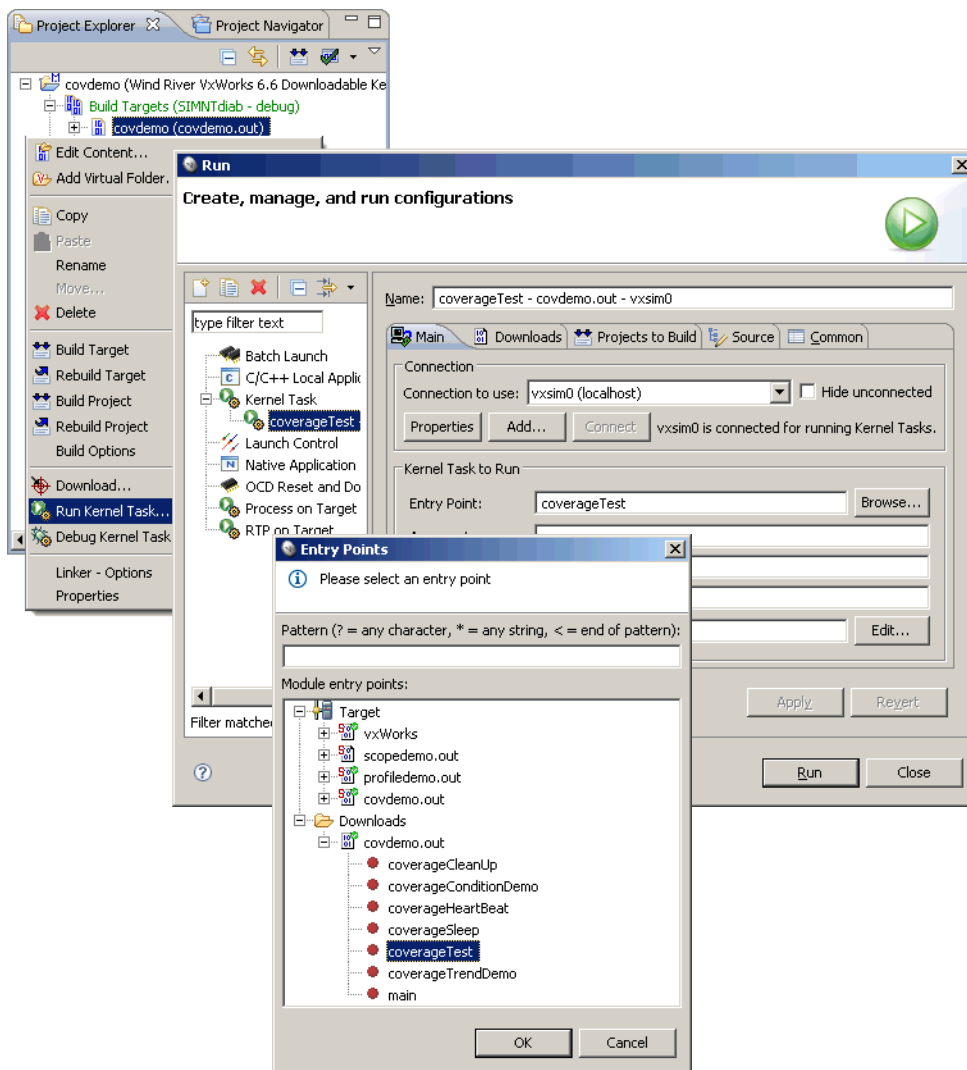 Project Explorer
Project Navigator
covdemo (Wind River VxWorks 6.6 Downloadable Ke
Build Targets (SIMNTdiab - debug)
covdemo (covdemo.out)
Edit Content...
Add Virtual Folder.
Copy
Paste
Rename
Move...
Delete
Build Target
Rebuild Target
Build Project
Rebuild Project
Build Options
Download...
Run Kernel Task...
Debug Kernel Task
Linker - Options
Properties
Run
Create, manage, and run configurations
type filter text
Batch Launch
C/C++ Local Applic
Kernel Task
coverageTest -
Launch Control
Native Application
OCD Reset and Do
Process on Target
RTP on Target
Filter matche
Name: coverageTest - covdemo.out - vxsim0
Main Downloads Projects to Build Source Common
Connection
Connection to use: vxsim0 (localhost) Hide unconnected
Properties Add... Connect vxsim0 is connected for running Kernel Tasks.
Kernel Task to Run
Entry Point: coverageTest Browse...
Edit...
Apply Revert
Run Close
Entry Points
Please select an entry point
Pattern (? = any character, * = any string, < = end of pattern):
Module entry points:
Target
vxWorks
scopedemo.out
profiledemo.out
covdemo.out
Downloads
covdemo.out
coverageCleanUp
coverageConditionDemo
coverageHeartBeat
coverageSleep
coverageTest
coverageTrendDemo
main
OK Cancel